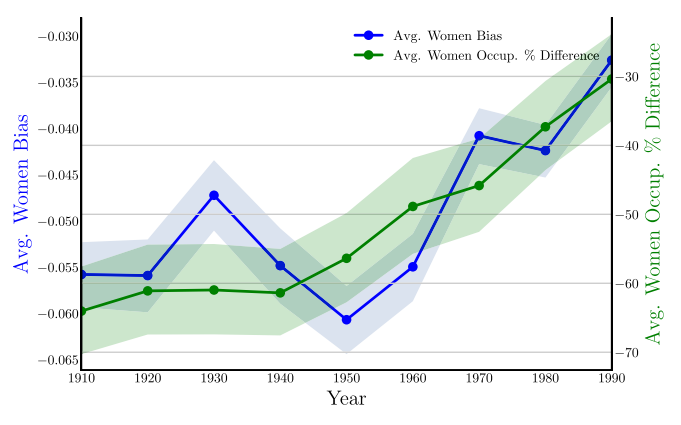 Avg. Women Bias
Avg. Women Occup. % Difference
−0.030
−0.035
−0.040
−0.045
−0.050
−0.055
−0.060
−0.065
Avg. Women Bias
−30
−40
−50
−60
−70
Avg. Women Occup. % Difference
1910 1920 1930 1940 1950 1960 1970 1980 1990
Year